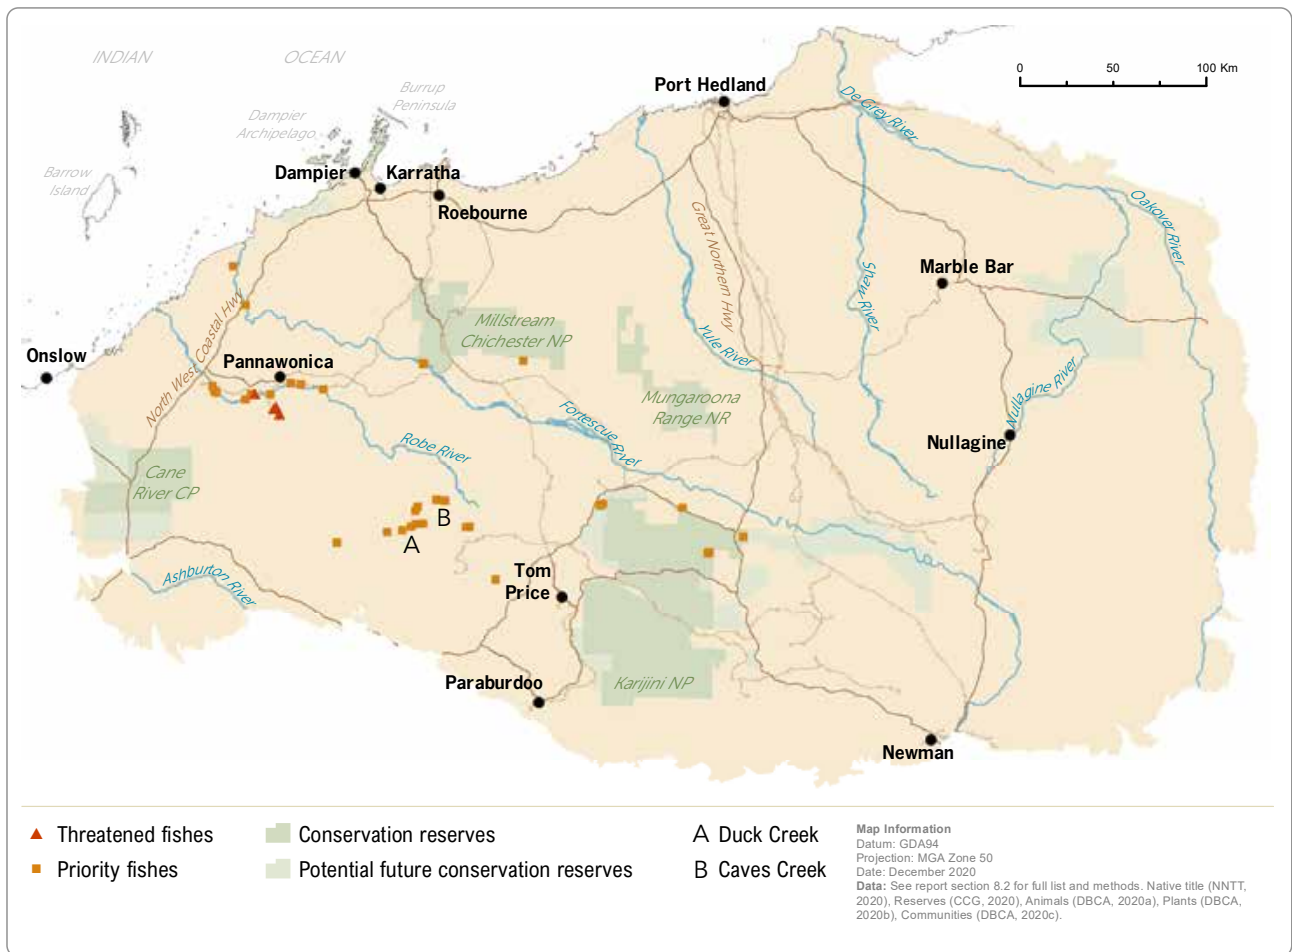 INDIAN OCEAN
Burrup
Peninsula
Dampier
Archipelago
Barrow
Island
Port Hedland
0 50 100 Km
De Grey River
Dampier
Karratha
Roebourne
Oakover River
Great Northern Hwy
Shaw River
Marble Bar
North West Coastal Hwy
Millstream
Chichester NP
Yule River
Onslow
Pannawonica
Mungaroona
Range NR
Nullagine River
Fortescue River
Robe River
Nullagine
Cane
River CP
B
A
Ashburton River
Tom
Price
Paraburdoo
Karijini NP
Newman
Threatened fishes
Priority fishes
Conservation reserves
Potential future conservation reserves
A Duck Creek
B Caves Creek
Map Information
Datum: GDA94
Projection: MGA Zone 50
Date: December 2020
Data: See report section 8.2 for full list and methods. Native title (NNTT,
2020), Reserves (CCG, 2020), Animals (DBCA, 2020a), Plants (DBCA,
2020b), Communities (DBCA, 2020c).